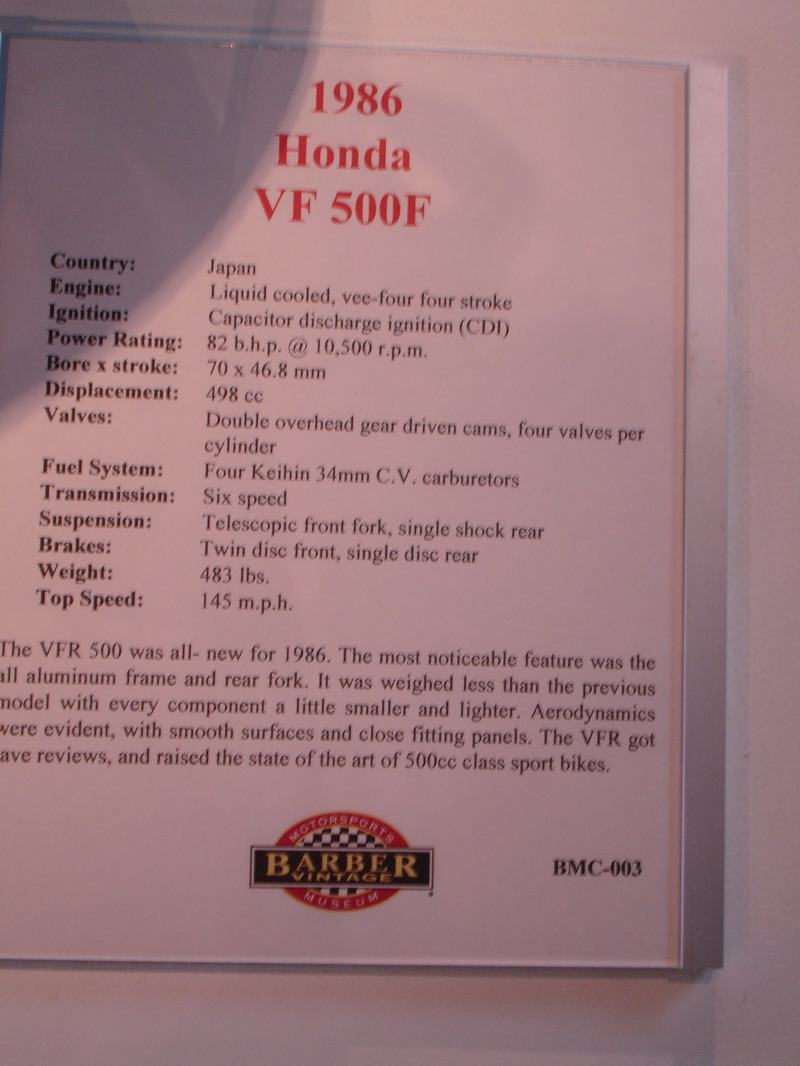 1986
Honda
VF 500F
Country: Japan
Engine: Liquid cooled, vee-four four stroke
Ignition: Capacitor discharge ignition (CDI)
Power Rating: 82 b.h.p. @ 10,500 r.p.m.
Bore x stroke: 70 x 46.8 mm
Displacement: 498 cc
Valves: Double overhead gear driven cams, four valves per
cylinder
Fuel System: Four Keihin 34mm C.V. carburetors
Transmission: Six speed
Suspension: Telescopic front fork, single shock rear
Brakes: Twin disc front, single disc rear
Weight: 483 lbs.
Top Speed: 145 m.p.h.
The VFR 500 was all- new for 1986. The most noticeable feature was the
all aluminum frame and rear fork. It was weighed less than the previous
model with every component a little smaller and lighter. Aerodynamics
were evident, with smooth surfaces and close fitting panels. The VFR got
ave reviews, and raised the state of the art of 500cc class sport bikes.
MOTORSPORTS
BARBER
VINTAGE
MUSEUM
BMC-003